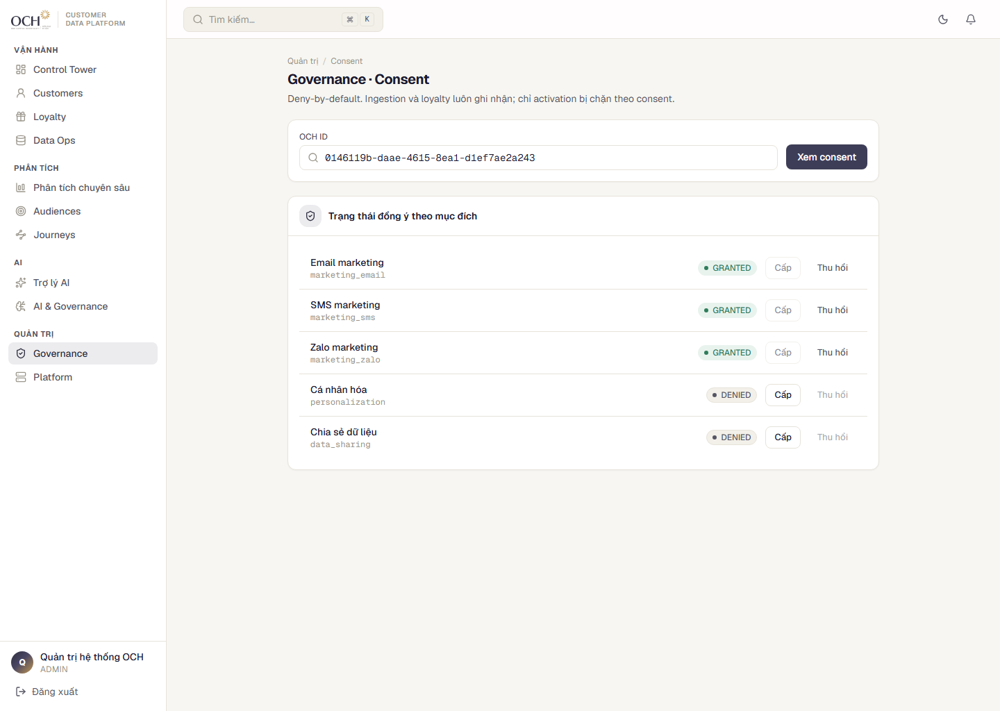 OCH
CUSTOMER
DATA PLATFORM
VẬN HÀNH
Control Tower
Customers
Loyalty
Data Ops
PHÂN TÍCH
Phân tích chuyên sâu
Audiences
Journeys
AI
Trợ lý AI
AI & Governance
QUẢN TRỊ
Governance
Platform
Quản trị hệ thống OCH
Q
ADMIN
Đăng xuất
Tìm kiếm...
⌘ K
Quản trị / Consent
Governance · Consent
Deny-by-default. Ingestion và loyalty luôn ghi nhận; chỉ activation bị chặn theo consent.
OCH ID
0146119b-daae-4615-8ea1-d1ef7ae2a243
Xem consent
Trạng thái đồng ý theo mục đích
Email marketing
marketing_email
GRANTED Cấp Thu hồi
SMS marketing
marketing_sms
GRANTED Cấp Thu hồi
Zalo marketing
marketing_zalo
GRANTED Cấp Thu hồi
Cá nhân hóa
personalization
DENIED Cấp Thu hồi
Chia sẻ dữ liệu
data_sharing
DENIED Cấp Thu hồi